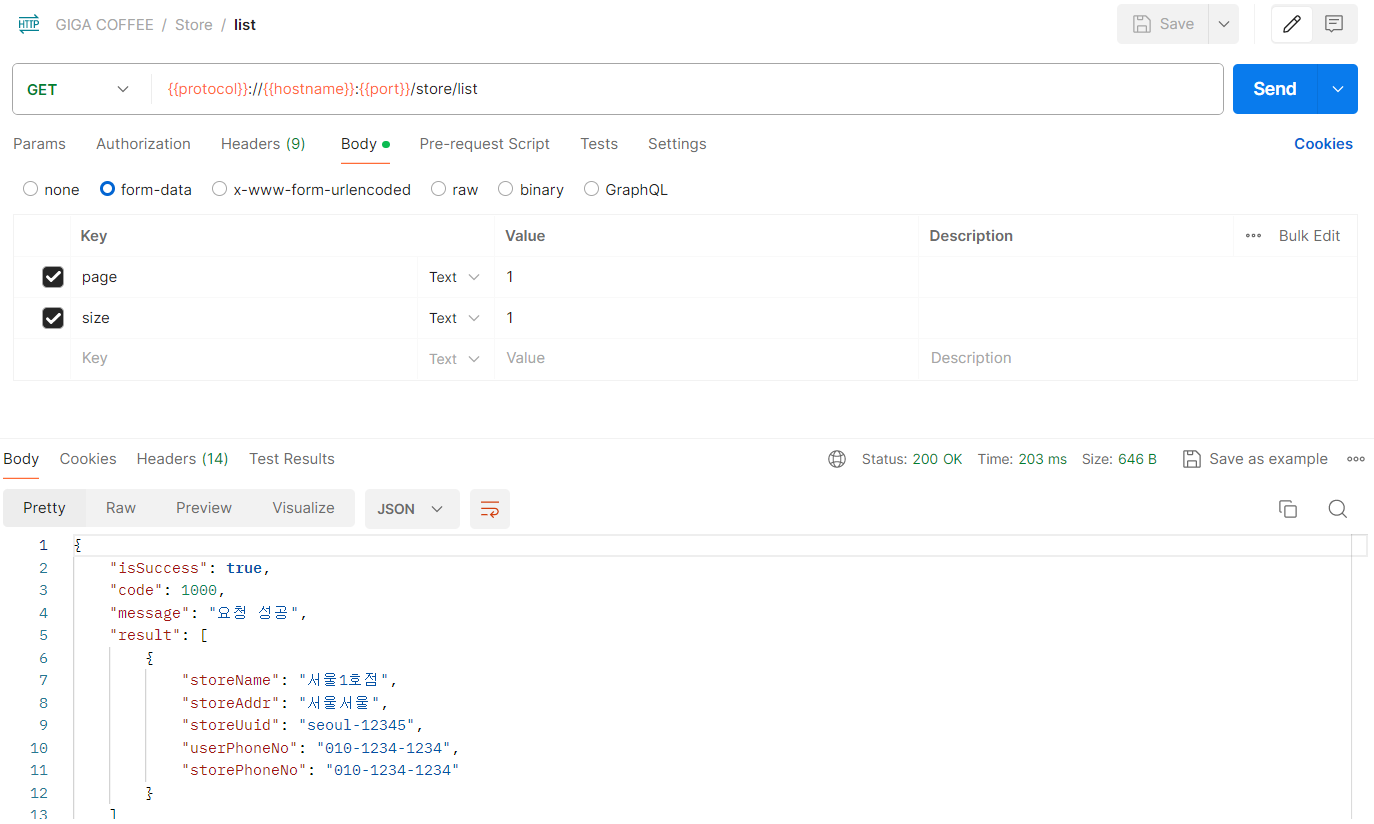 HTTP GIGA COFFEE / Store / list Save
GET {{protocol}}://{{hostname}}:{{port}}/store/list Send
Params Authorization Headers (9) Body Pre-request Script Tests Settings Cookies
none form-data x-www-form-urlencoded raw binary GraphQL
Key Value Description Bulk Edit
page Text 1
size Text 1
Key Text Value Description
Body Cookies Headers (14) Test Results Status: 200 OK Time: 203 ms Size: 646 B Save as example
Pretty Raw Preview Visualize JSON
1 {
2 "isSuccess": true,
3 "code": 1000,
4 "message": "요청 성공",
5 "result": [
6 {
7 "storeName": "서울1호점",
8 "storeAddr": "서울서울",
9 "storeUuid": "seoul-12345",
10 "userPhoneNo": "010-1234-1234",
11 "storePhoneNo": "010-1234-1234"
12 }
13 ]